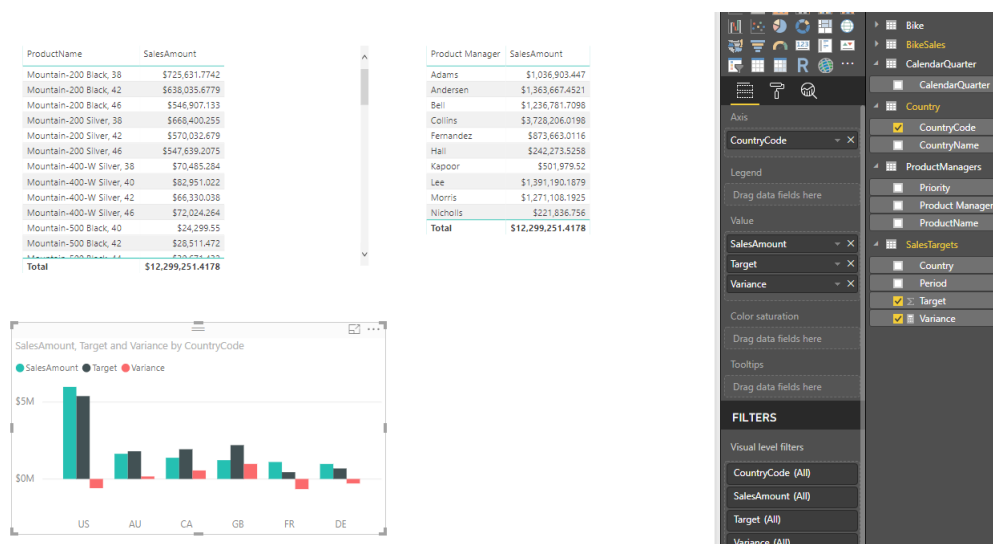 ProductName SalesAmount
Mountain-200 Black, 38 $725,631.7742
Mountain-200 Black, 42 $638,035.6779
Mountain-200 Black, 46 $546,907.133
Mountain-200 Silver, 38 $668,400.255
Mountain-200 Silver, 42 $570,032.679
Mountain-200 Silver, 46 $547,639.2075
Mountain-400-W Silver, 38 $70,485.284
Mountain-400-W Silver, 40 $82,951.022
Mountain-400-W Silver, 42 $66,330.038
Mountain-400-W Silver, 46 $72,024.264
Mountain-500 Black, 40 $24,299.55
Mountain-500 Black, 42 $28,511.472
Total $12,299,251.4178
Product Manager SalesAmount
Adams $1,036,903.447
Andersen $1,363,667.4521
Bell $1,236,781.7098
Collins $3,728,206.0198
Fernandez $873,663.0116
Hall $242,273.5258
Kapoor $501,979.52
Lee $1,391,190.1879
Morris $1,271,108.1925
Nicholls $221,836.756
Total $12,299,251.4178
SalesAmount, Target and Variance by CountryCode
SalesAmount Target Variance
$5M
$0M
US AU CA GB FR DE
R
123
Axis
CountryCode
Legend
Drag data fields here
Value
SalesAmount
Target
Variance
Color saturation
Drag data fields here
Tooltips
Drag data fields here
FILTERS
Visual level filters
CountryCode (All)
SalesAmount (All)
Target (All)
Variance (All)
Bike
BikeSales
CalendarQuarter
CalendarQuarter
Country
CountryCode
CountryName
ProductManagers
Priority
Product Manager
ProductName
SalesTargets
Country
Period
Σ Target
Variance